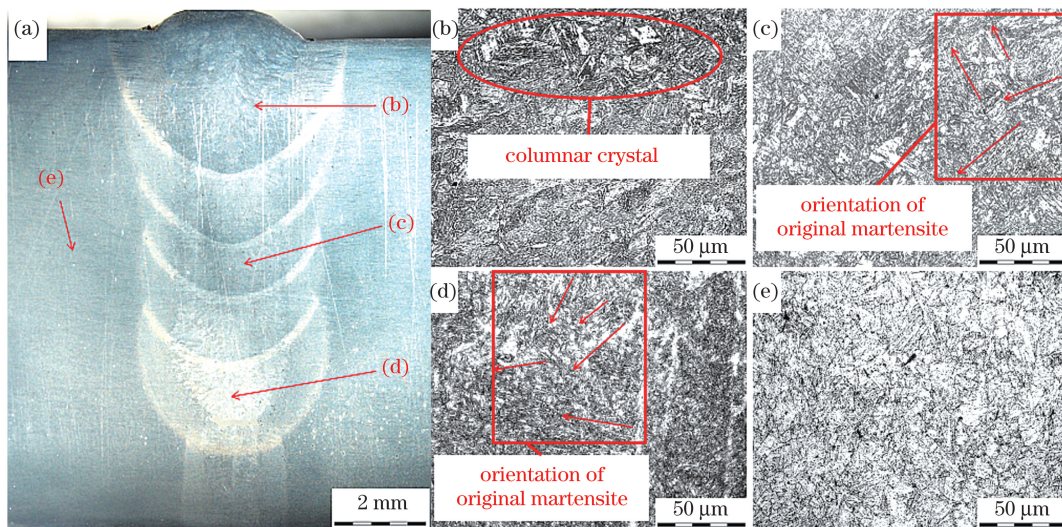 (a)
(b)
(c)
(d)
(e)
2 mm
(b)
columnar crystal
50 μm
(c)
orientation of
original martensite
50 μm
(d)
orientation of
original martensite
50 μm
(e)
50 μm